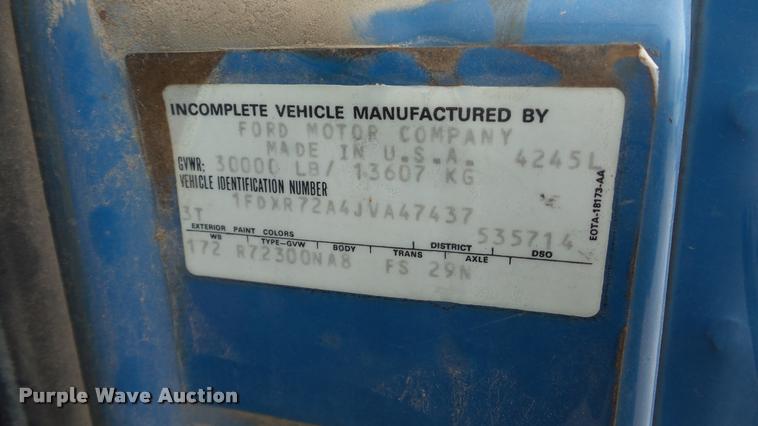 INCOMPLETE VEHICLE MANUFACTURED BY
FORD MOTOR COMPANY
MADE IN U.S.A. 4245L
GVWR: 30000 LB/ 13607 KG
VEHICLE IDENTIFICATION NUMBER
1FDXR72A4JVA47437
3T 535714
EXTERIOR PAINT COLORS DISTRICT DSO
WB TYPE-GVW BODY TRANS AXLE
172 R72300NA8 FS 29N
EOTA-18173-AA
Purple Wave Auction